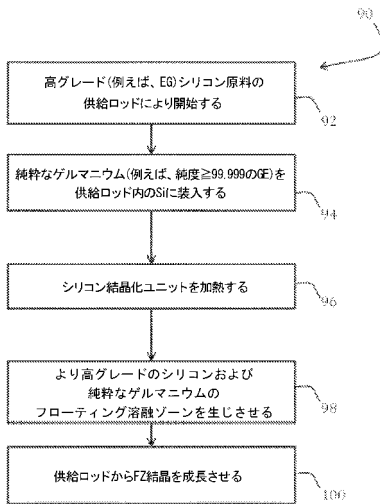 90
高グレード(例えば、EG)シリコン原料の
供給ロッドにより開始する
92
純粋なゲルマニウム(例えば、純度≧99.999のGE)を
供給ロッド内のSiに装入する
94
シリコン結晶化ユニットを加熱する
96
より高グレードのシリコンおよび
純粋なゲルマニウムの
フローティング溶融ゾーンを生じさせる
98
供給ロッドからFZ結晶を成長させる
100